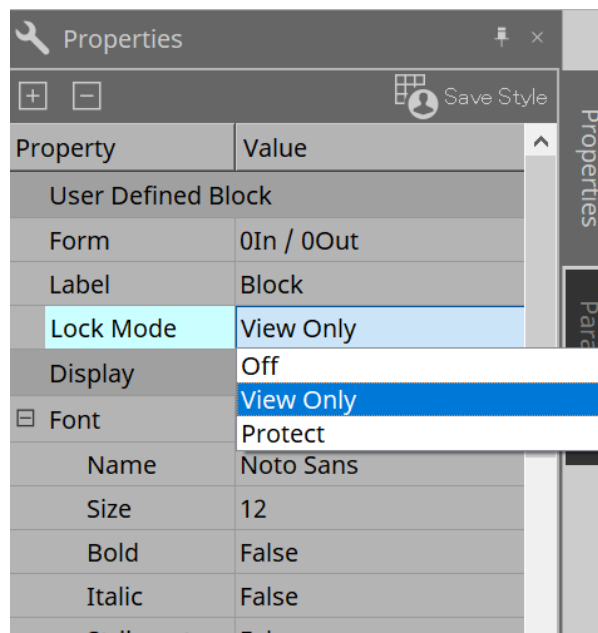 Properties
Save Style
Property Value
User Defined Block
Form 0In / 0Out
Label Block
Lock Mode View Only
Off
Display
View Only
Font
Protect
Name Noto Sans
Size 12
Bold False
Italic False
Properties